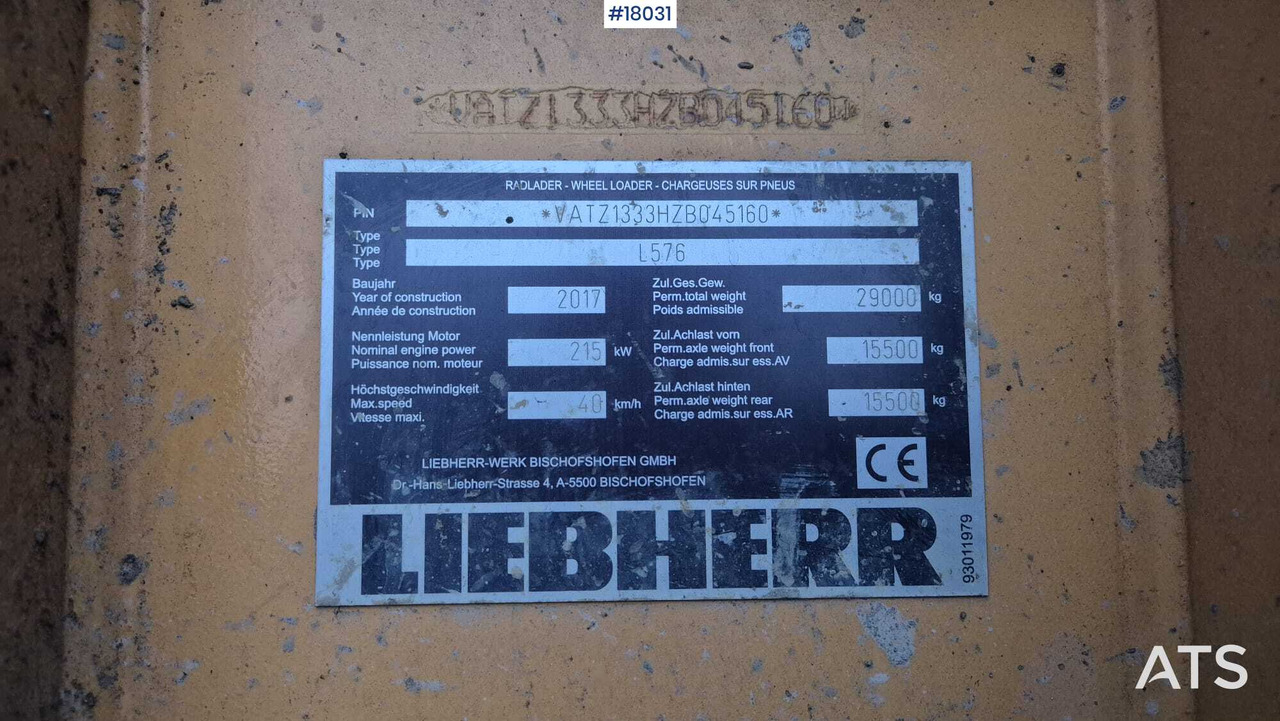 #18031
VATZ1333HZB045160
RADLADER - WHEEL LOADER - CHARGEUSES SUR PNEUS
PIN *VATZ1333HZB045160*
Type
Type L576
Type
Baujahr
Year of construction 2017
Année de construction
Zul.Ges.Gew.
Perm.total weight 29000 kg
Poids admissible
Nennleistung Motor
Nominal engine power 215 kW
Puissance nom. moteur
Zul.Achlast vorn
Perm.axle weight front 15500 kg
Charge admis.sur ess.AV
Höchstgeschwindigkeit
Max.speed 40 km/h
Vitesse maxi.
Zul.Achlast hinten
Perm.axle weight rear 15500 kg
Charge admis.sur ess.AR
LIEBHERR-WERK BISCHOFSHOFEN GMBH
Dr.-Hans-Liebherr-Strasse 4, A-5500 BISCHOFSHOFEN
CE
LIEBHERR
93011979
ATS